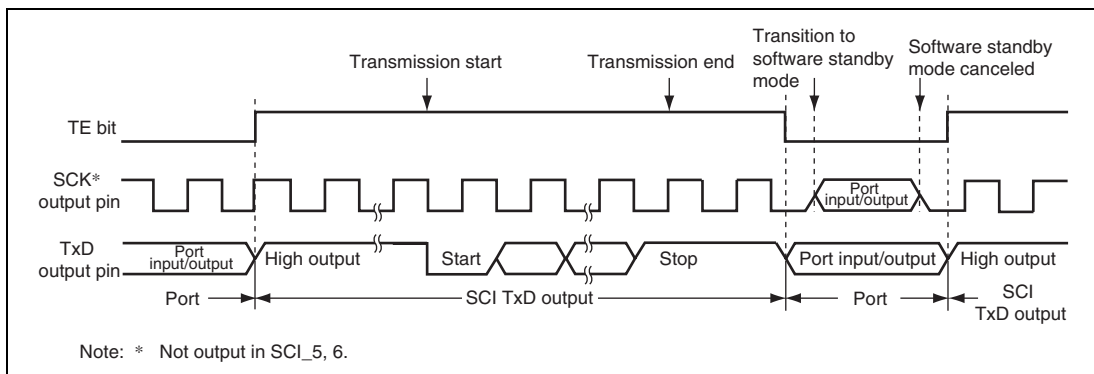 Transition to
software standby
mode
Software standby
mode canceled
Transmission start
Transmission end
TE bit
SCK*
output pin
Port
input/output
TxD
output pin
Port
input/output
High output
Start
Stop
Port input/output
High output
Port
SCI TxD output
Port
SCI
TxD output
Note: * Not output in SCI_5, 6.